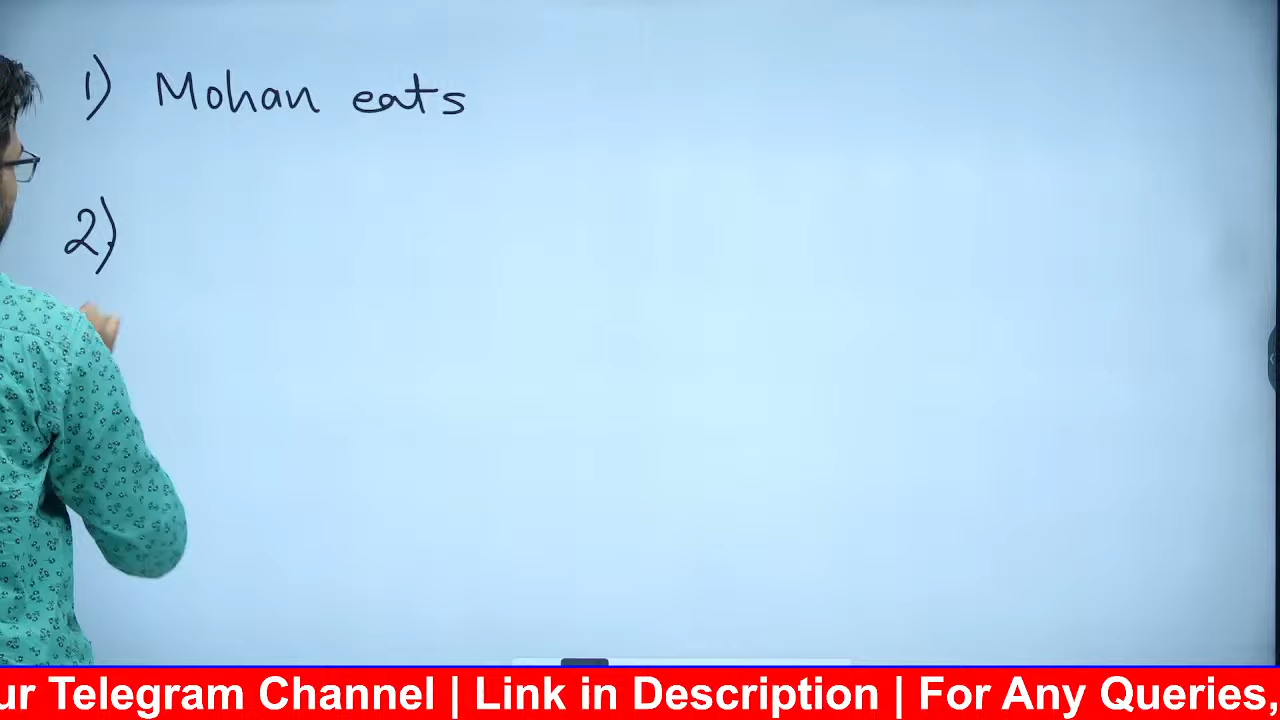 1) Mohan eats
2)
ur Telegram Channel | Link in Description | For Any Queries,